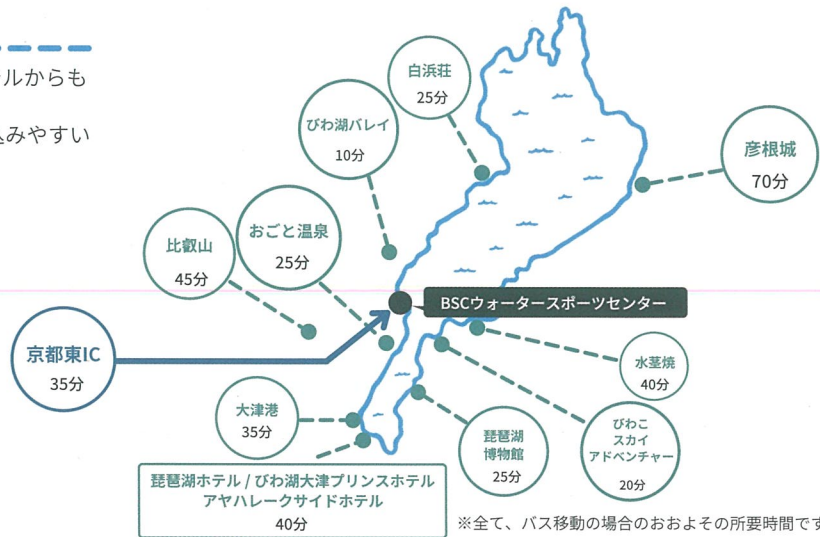 ルからも
込みやすい
白浜荘
25分
びわ湖バレイ
10分
彦根城
70分
おごと温泉
25分
比叡山
45分
BSCウォータースポーツセンター
京都東IC
35分
水茎焼
40分
大津港
35分
びわこ
スカイ
アドベンチャー
20分
琵琶湖
博物館
25分
琵琶湖ホテル / びわ湖大津プリンスホテル
アヤハレークサイドホテル
40分
※全て、バス移動の場合のおおよその所要時間です